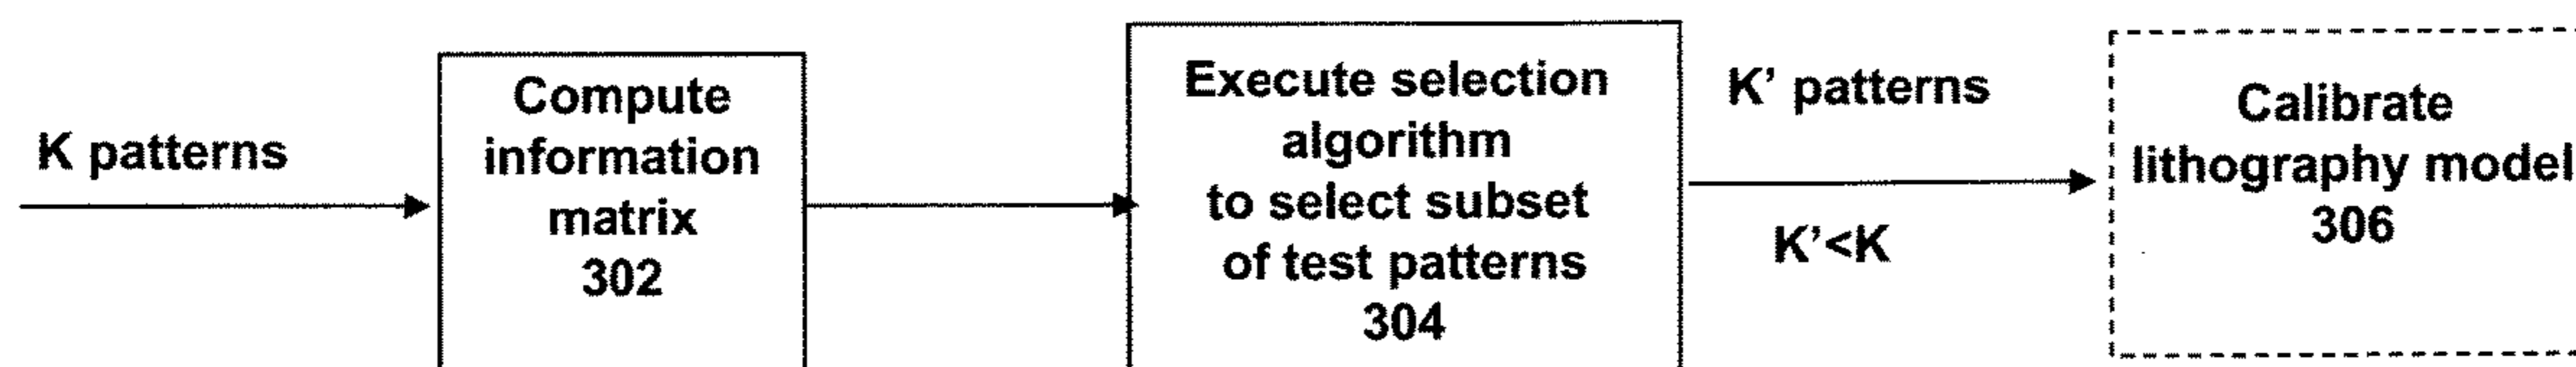 K patterns
Compute
information
matrix
302
Execute selection
algorithm
to select subset
of test patterns
304
K’ patterns
K’<K
Calibrate
lithography model
306